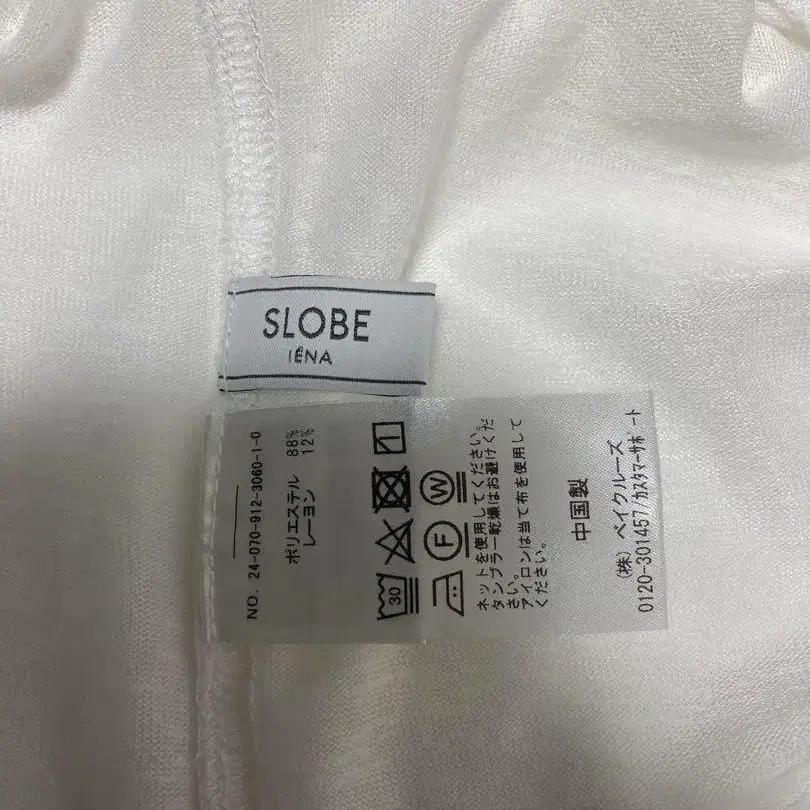 SLOBE
IÉNA
NO. 24-070-912-3060-1-0
ポリエステル 88%
レーヨン 12%
30
F
W
ネットを使用してください。
タンブラー乾燥はお避けくだ
さい。
アイロンは当て布を使用して
ください。
中国製
(株) ベイクルーズ
0120-301457/カスタマーサポート